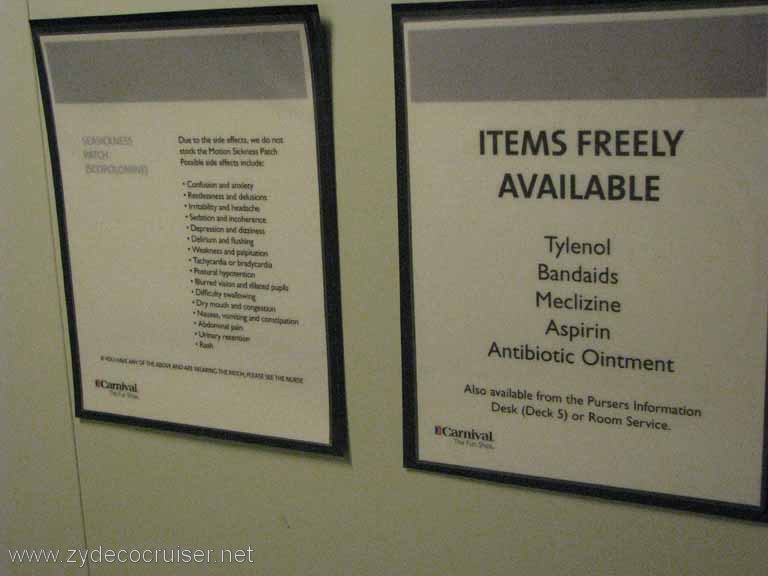 SEASICKNESS
PATCH
(SCOPOLOMINE)
Due to the side effects, we do not
stock the Motion Sickness Patch
Possible side effects include:
• Confusion and anxiety
• Restlessness and delusions
• Irritability and headache
• Sedation and incoherence
• Depression and dizziness
• Delirium and flushing
• Weakness and palpitation
• Tachycardia or bradycardia
• Postural hypotention
• Blurred vision and dilated pupils
• Difficulty swallowing
• Dry mouth and congestion
• Nausea, vomiting and constipation
• Abdominal pain
• Urinary retention
• Rash
IF YOU HAVE ANY OF THE ABOVE AND ARE WEARING THE PATCH, PLEASE SEE THE NURSE
Carnival.
The Fun Ships.
ITEMS FREELY
AVAILABLE
Tylenol
Bandaids
Meclizine
Aspirin
Antibiotic Ointment
Also available from the Pursers Information
Desk (Deck 5) or Room Service.
Carnival.
The Fun Ships.
www.zydecocruiser.net